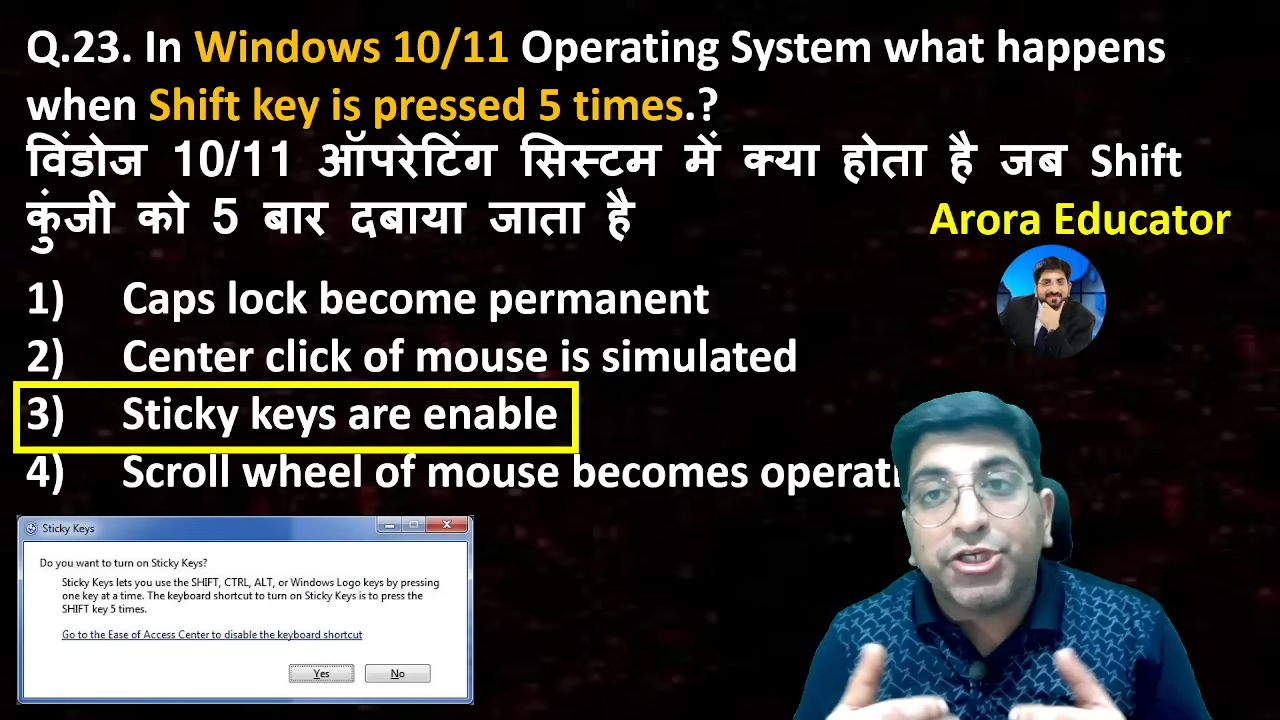 Q.23. In Windows 10/11 Operating System what happens
when Shift key is pressed 5 times.?
विंडोज 10/11 ऑपरेटिंग सिस्टम में क्या होता है जब Shift
कुंजी को 5 बार दबाया जाता है
Arora Educator
1) Caps lock become permanent
2) Center click of mouse is simulated
3) Sticky keys are enable
4) Scroll wheel of mouse becomes
Sticky Keys
Do you want to turn on Sticky Keys?
Sticky Keys lets you use the SHIFT, CTRL, ALT, or Windows Logo keys by pressing
one key at a time. The keyboard shortcut to turn on Sticky Keys is to press the
SHIFT key 5 times.
Go to the Ease of Access Center to disable the keyboard shortcut
Yes No